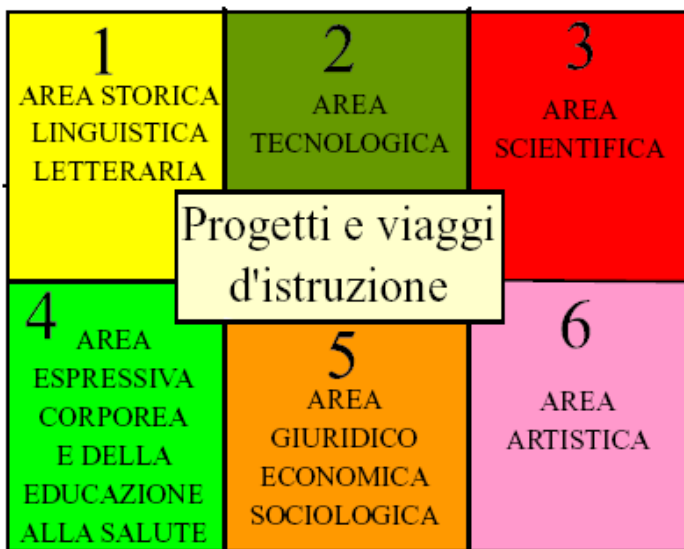 1
AREA STORICA
LINGUISTICA
LETTERARIA
2
AREA
TECNOLOGICA
3
AREA
SCIENTIFICA
Progetti e viaggi
d'istruzione
4
AREA
ESPRESSIVA
CORPOREA
E DELLA
EDUCAZIONE
ALLA SALUTE
5
AREA
GIURIDICO
ECONOMICA
SOCIOLOGICA
6
AREA
ARTISTICA